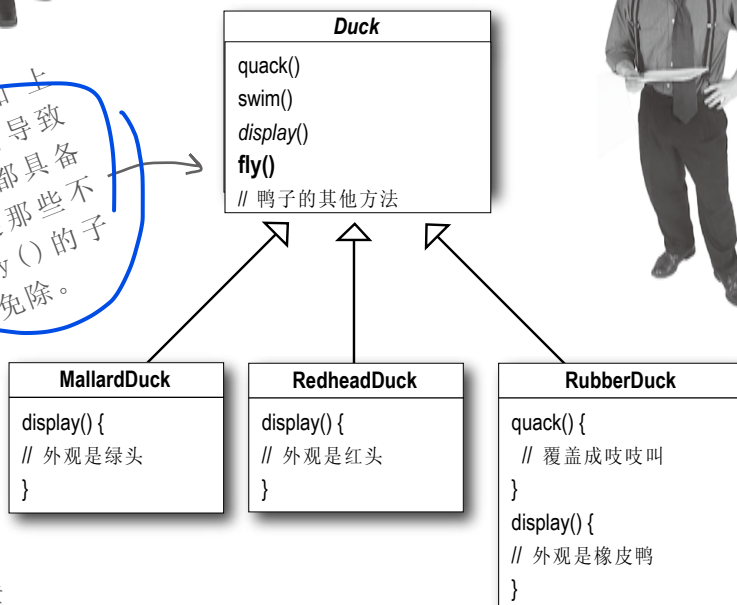 上
导致
都具备
那些不
y()的子
免除。
Duck
quack()
swim()
display()
fly()
// 鸭子的其他方法
MallardDuck
display() {
// 外观是绿头
}
RedheadDuck
display() {
// 外观是红头
}
RubberDuck
quack() {
// 覆盖成吱吱叫
}
display() {
// 外观是橡皮鸭
}